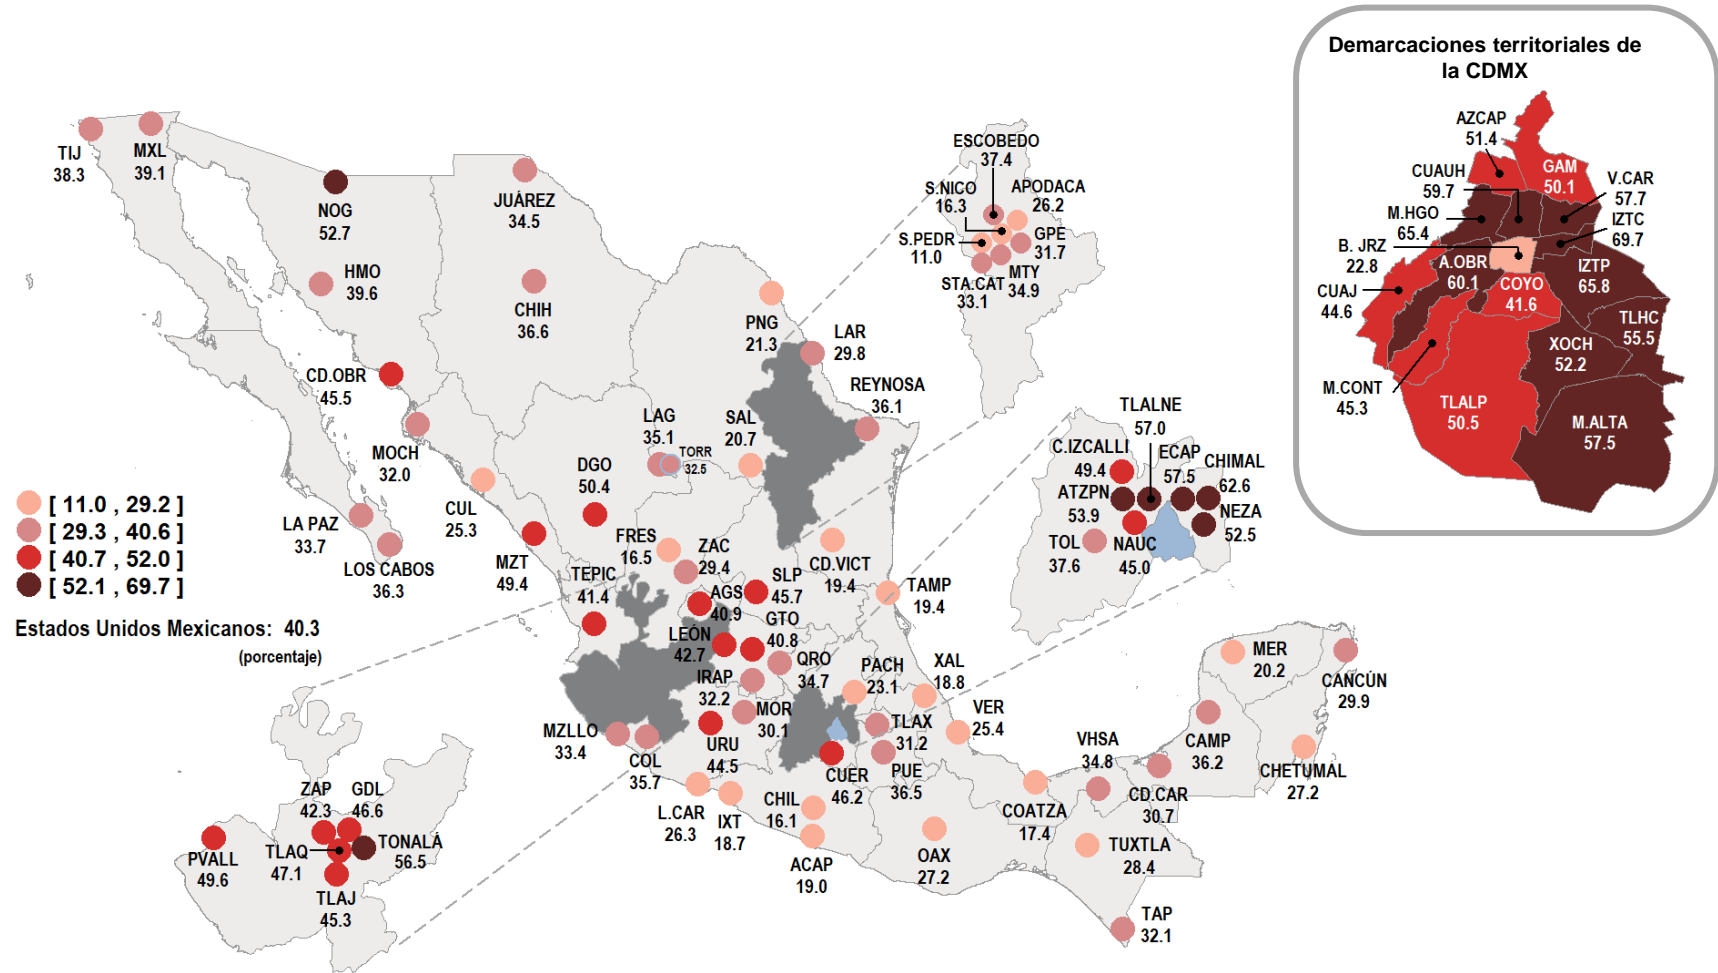 Demarcaciones territoriales de
la CDMX
AZCAP
51.4
GAM
50.1
CUAUH
59.7
V.CAR
57.7
M.HGO
65.4
IZTC
69.7
B. JRZ
22.8
A.OBR
60.1
IZTP
65.8
CUAJ
44.6
COYO
41.6
TLHC
55.5
XOCH
52.2
M.CONT
45.3
TLALP
50.5
M.ALTA
57.5
TIJ
38.3
MXL
39.1
NOG
52.7
JUÁREZ
34.5
HMO
39.6
CHIH
36.6
ESCOBEDO
37.4
S.NICO
16.3
APODACA
26.2
S.PEDR
11.0
GPE
31.7
STA.CAT
33.1
MTY
34.9
PNG
21.3
LAR
29.8
REYNOSA
36.1
CD.OBR
45.5
MOCH
32.0
LAG
35.1
TORR
32.5
SAL
20.7
DGO
50.4
CUL
25.3
LA PAZ
33.7
LOS CABOS
36.3
MZT
49.4
FRES
16.5
ZAC
29.4
CD.VICT
19.4
TAMP
19.4
TEPIC
41.4
AGS
40.9
SLP
45.7
GTO
40.8
LEÓN
42.7
IRAP
32.2
QRO
34.7
PACH
23.1
XAL
18.8
VER
25.4
MZLLO
33.4
COL
35.7
URU
44.5
MOR
30.1
TLAX
31.2
PUE
36.5
CUER
46.2
L.CAR
26.3
IXT
18.7
CHIL
16.1
ACAP
19.0
OAX
27.2
COATZA
17.4
VHSA
34.8
CD.CAR
30.7
CAMP
36.2
MER
20.2
CANCÚN
29.9
CHETUMAL
27.2
TUXTLA
28.4
TAP
32.1
TLALNE
57.0
C.IZCALLI
49.4
ECAP
57.5
CHIMAL
62.6
ATZPN
53.9
NEZA
52.5
TOL
37.6
NAUC
45.0
ZAP
42.3
GDL
46.6
TONALÁ
56.5
PVALL
49.6
TLAQ
47.1
TLAJ
45.3
[ 11.0 , 29.2 ]
[ 29.3 , 40.6 ]
[ 40.7 , 52.0 ]
[ 52.1 , 69.7 ]
Estados Unidos Mexicanos: 40.3
(porcentaje)